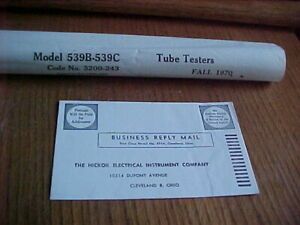 Model 539B-539C Tube Testers
Code No. 3200-243 FALL 1970
BUSINESS REPLY MAIL
THE HICKOK ELECTRICAL INSTRUMENT COMPANY
10514 DUPONT AVENUE
CLEVELAND 8, OHIO